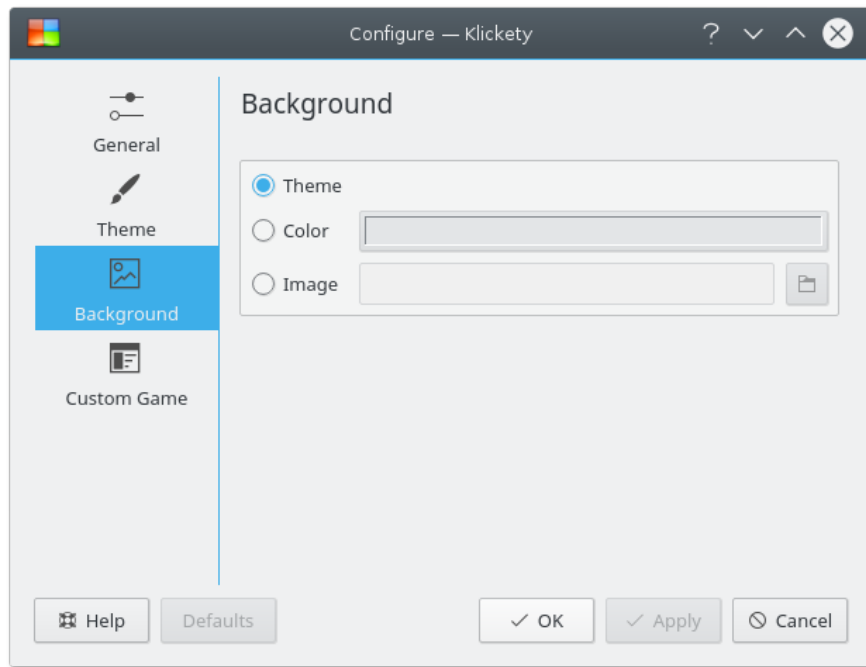 Configure — Klickety
General
Theme
Background
Custom Game
Background
Theme
Color
Image
Help
Defaults
OK
Apply
Cancel